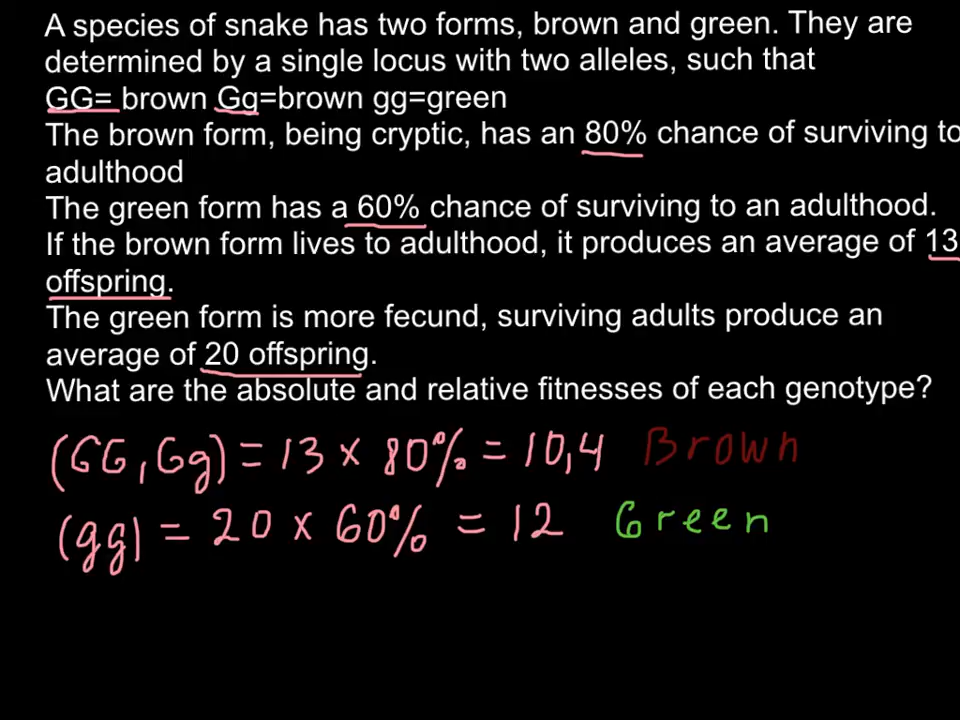 A species of snake has two forms, brown and green. They are
determined by a single locus with two alleles, such that
GG= brown Gg=brown gg=green
The brown form, being cryptic, has an 80% chance of surviving to
adulthood
The green form has a 60% chance of surviving to an adulthood.
If the brown form lives to adulthood, it produces an average of 13
offspring.
The green form is more fecund, surviving adults produce an
average of 20 offspring.
What are the absolute and relative fitnesses of each genotype?
(GG, Gg) = 13 x 80% = 10,4 Brown
(gg) = 20 x 60% = 12 Green